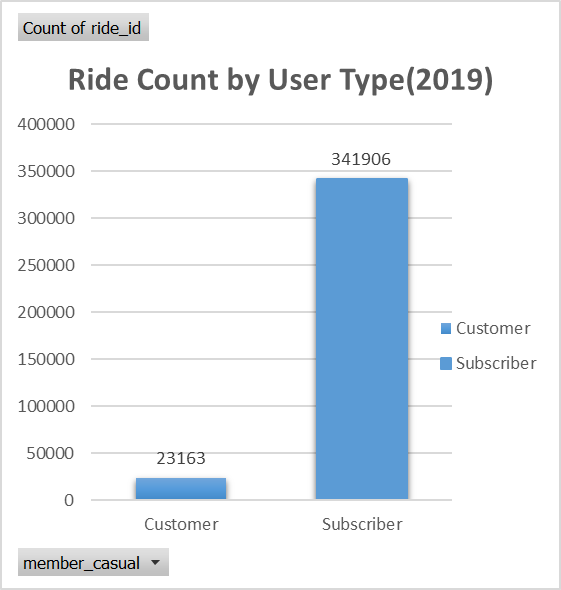 Count of ride_id
Ride Count by User Type(2019)
400000
350000
300000
250000
200000
150000
100000
50000
0
23163
341906
Customer
Subscriber
Customer
Subscriber
member_casual